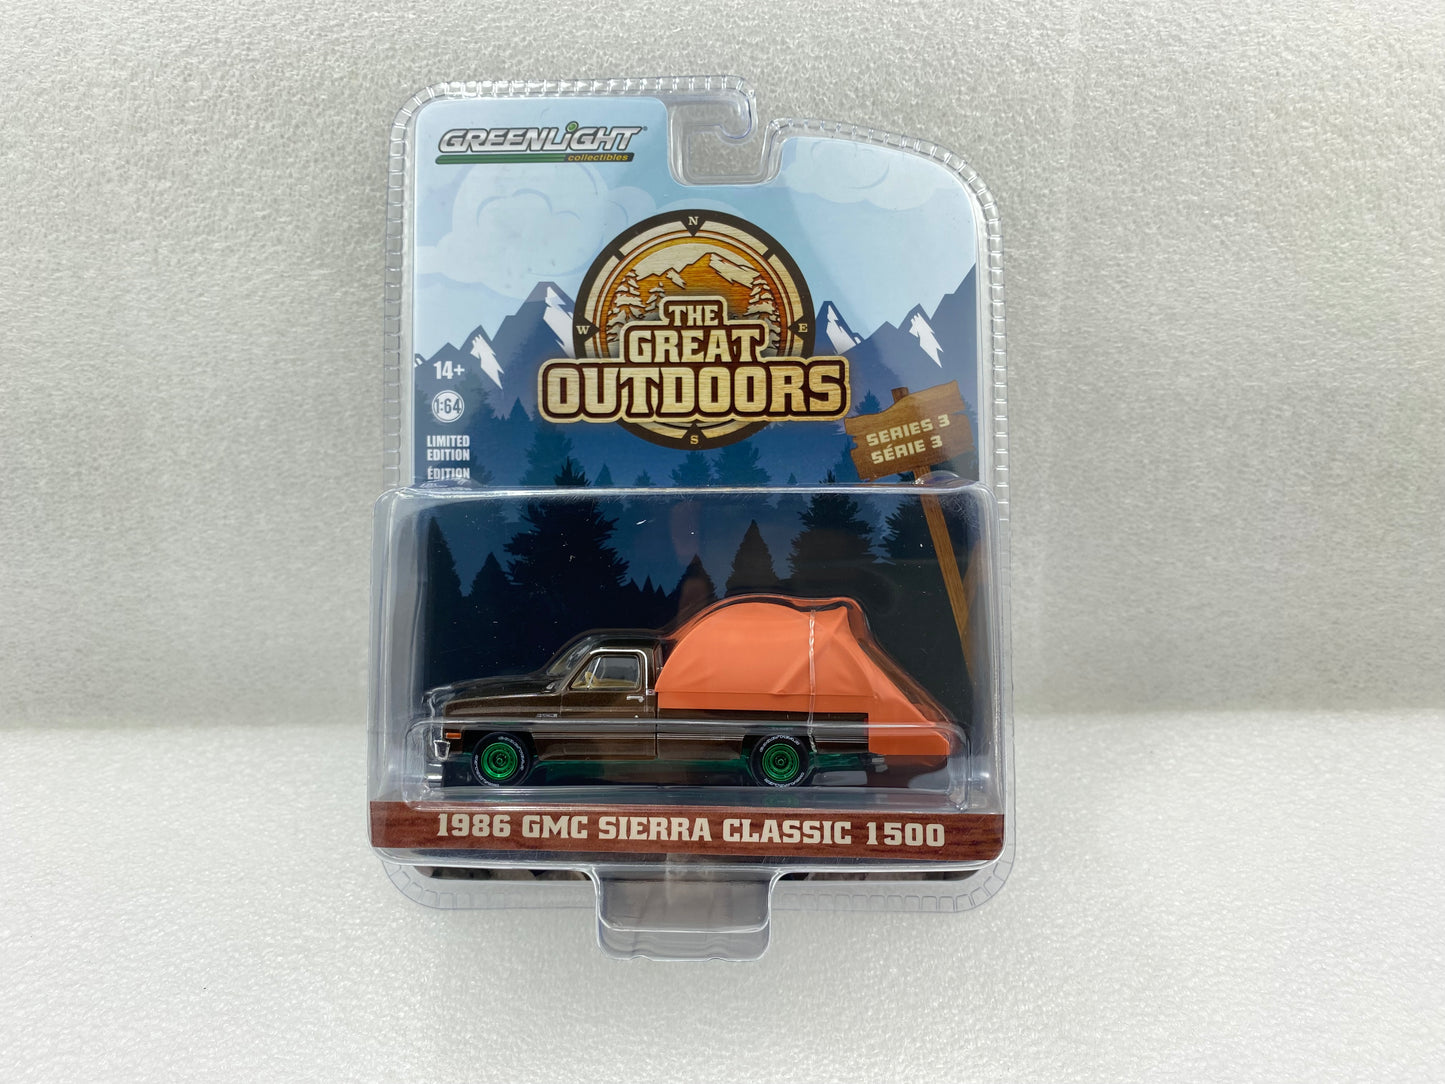 GREENLIGHT
collectibles
N
W
E
S
THE
GREAT
OUTDOORS
14+
1:64
LIMITED
EDITION
ÉDITION
SERIES 3
SÉRIE 3
1986 GMC SIERRA CLASSIC 1500